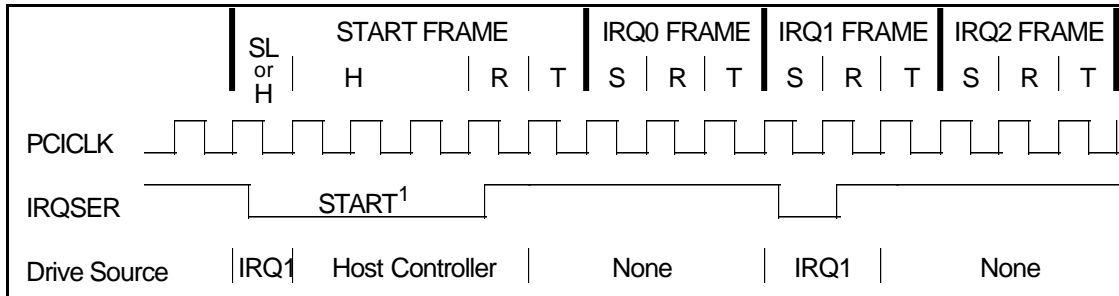 START FRAME IRQ0 FRAME IRQ1 FRAME IRQ2 FRAME
SL
or
H
H R T S R T S R T S R T
PCICLK
IRQSER START1
Drive Source IRQ1 Host Controller None IRQ1 None